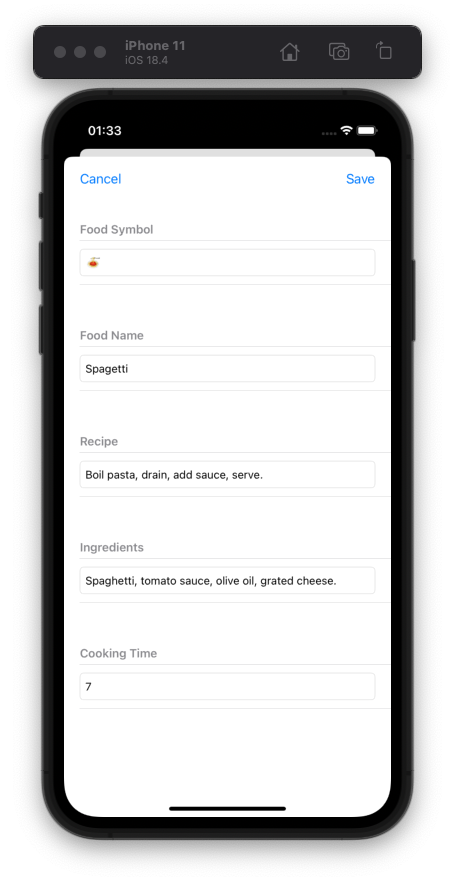 iPhone 11
iOS 18.4
01:33
Cancel
Save
Food Symbol
🍝
Food Name
Spagetti
Recipe
Boil pasta, drain, add sauce, serve.
Ingredients
Spaghetti, tomato sauce, olive oil, grated cheese.
Cooking Time
7